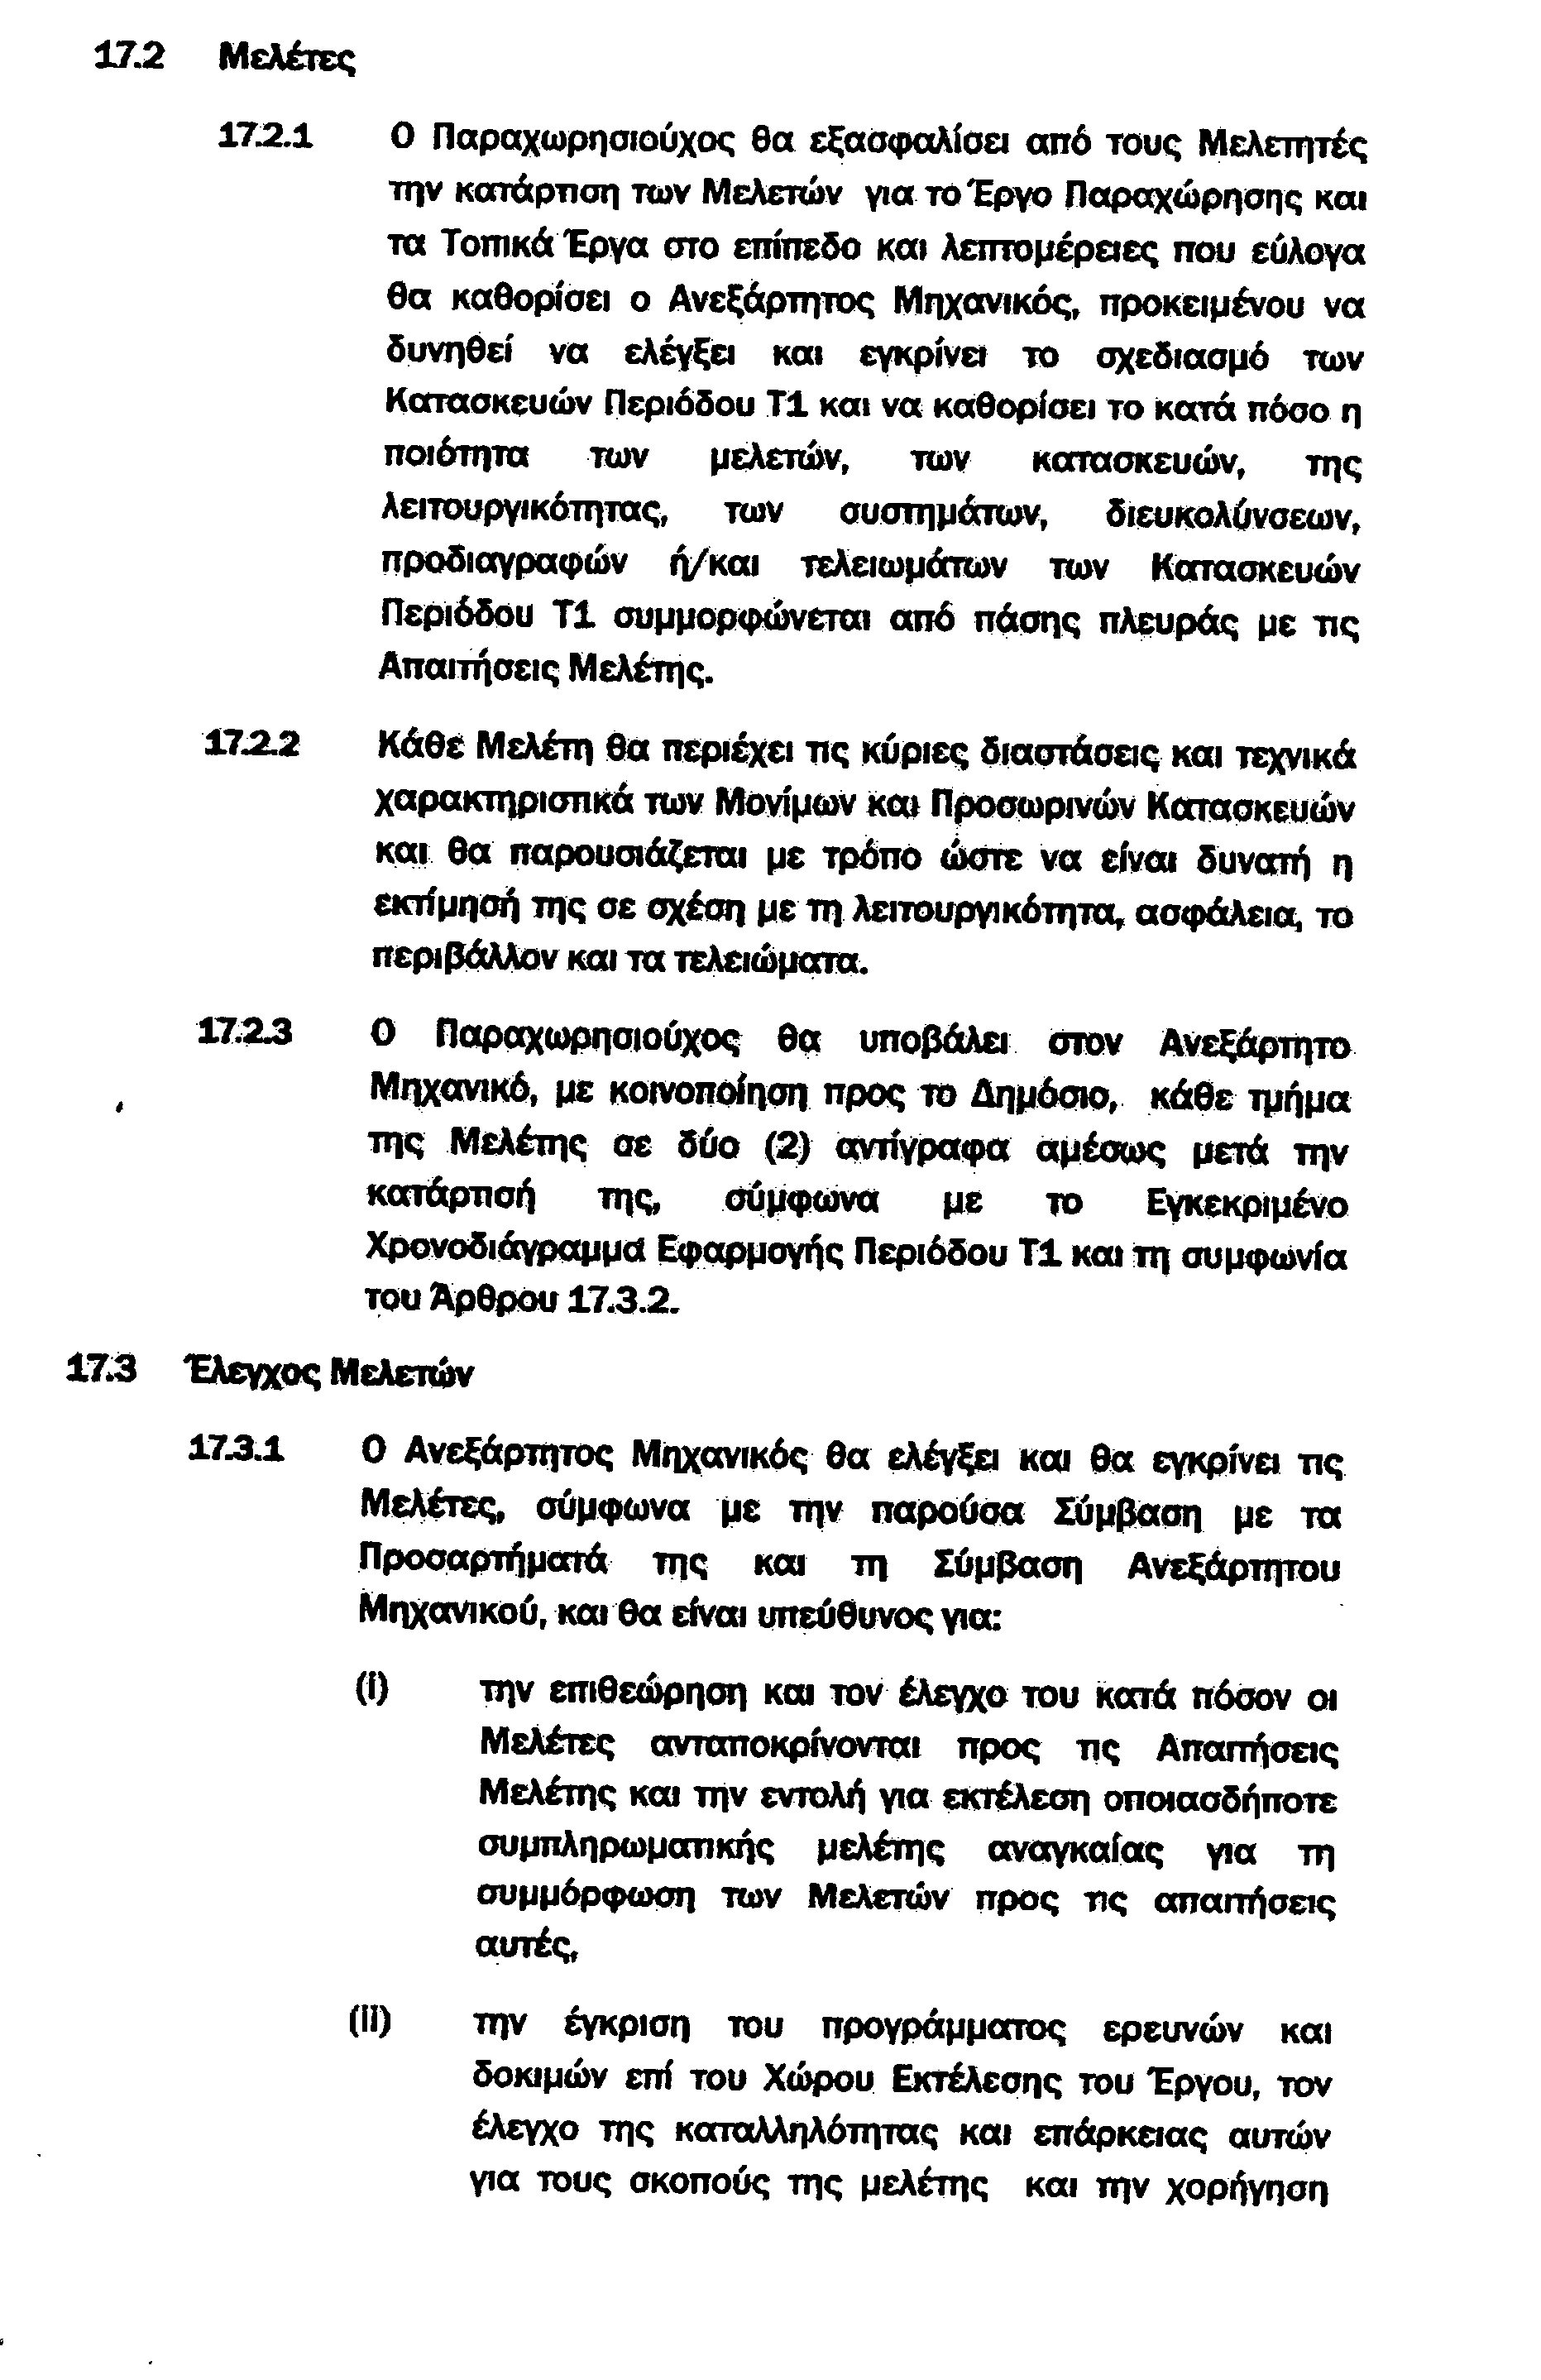 17.2 Μελέτες
17.2.1 Ο Παραχωρησιούχος θα εξασφαλίσει από τους Μελετητές
την κατάρτιση των Μελετών για το Έργο Παραχώρησης και
τα Τοπικά Έργα στο επίπεδο και λεπτομέρειες που εύλογα
θα καθορίσει ο Ανεξάρτητος Μηχανικός, προκειμένου να
δυνηθεί να ελέγξει και εγκρίνει το σχεδιασμό των
Κατασκευών Περιόδου Τ1 και να καθορίσει το κατά πόσο η
ποιότητα των μελετών, των κατασκευών, της
λειτουργικότητας, των συστημάτων, διευκολύνσεων,
προδιαγραφών ή/και τελειωμάτων των Κατασκευών
Περιόδου Τ1 συμμορφώνεται από πάσης πλευράς με τις
Απαιτήσεις Μελέτης.
17.2.2 Κάθε Μελέτη θα περιέχει τις κύριες διαστάσεις και τεχνικά
χαρακτηριστικά των Μονίμων και Προσωρινών Κατασκευών
και θα παρουσιάζεται με τρόπο ώστε να είναι δυνατή η
εκτίμησή της σε σχέση με τη λειτουργικότητα, ασφάλεια, το
περιβάλλον και τα τελειώματα.
17.2.3 Ο Παραχωρησιούχος θα υποβάλει στον Ανεξάρτητο
Μηχανικό, με κοινοποίηση προς το Δημόσιο, κάθε τμήμα
της Μελέτης σε δύο (2) αντίγραφα αμέσως μετά την
κατάρτισή της, σύμφωνα με το Εγκεκριμένο
Χρονοδιάγραμμα Εφαρμογής Περιόδου Τ1 και τη συμφωνία
του Άρθρου 17.3.2.
17.3 Έλεγχος Μελετών
17.3.1 Ο Ανεξάρτητος Μηχανικός θα ελέγξει και θα εγκρίνει τις
Μελέτες, σύμφωνα με την παρούσα Σύμβαση με τα
Προσαρτήματά της και τη Σύμβαση Ανεξάρτητου
Μηχανικού, και θα είναι υπεύθυνος για:
(i) την επιθεώρηση και τον έλεγχο του κατά πόσον οι
Μελέτες ανταποκρίνονται προς τις Απαιτήσεις
Μελέτης και την εντολή για εκτέλεση οποιασδήποτε
συμπληρωματικής μελέτης αναγκαίας για τη
συμμόρφωση των Μελετών προς τις απαιτήσεις
αυτές,
(ii) την έγκριση του προγράμματος ερευνών και
δοκιμών επί του Χώρου Εκτέλεσης του Έργου, τον
έλεγχο της καταλληλότητας και επάρκειας αυτών
για τους σκοπούς της μελέτης και την χορήγηση